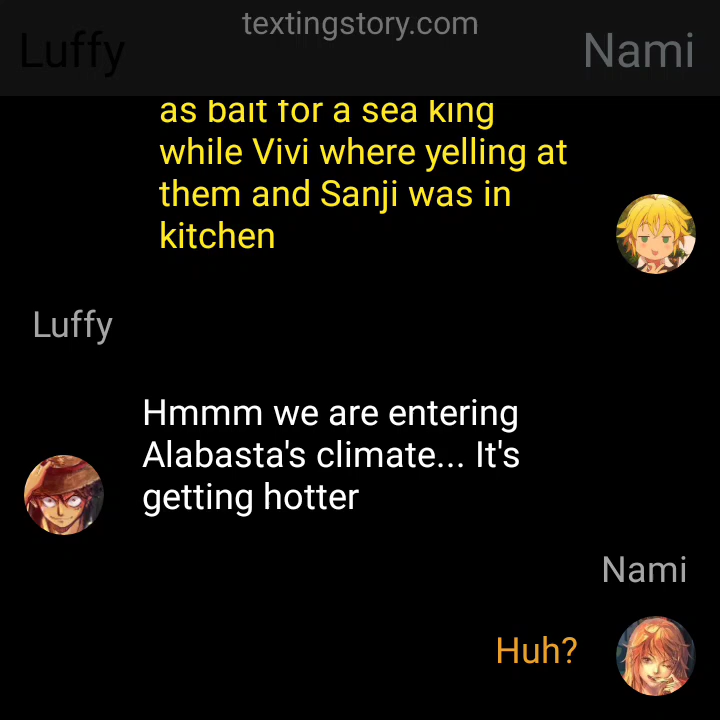 textingstory.com
Luffy
Nami
as bait for a sea king
while Vivi where yelling at
them and Sanji was in
kitchen
Luffy
Hmmm we are entering
Alabasta's climate... It's
getting hotter
Nami
Huh?